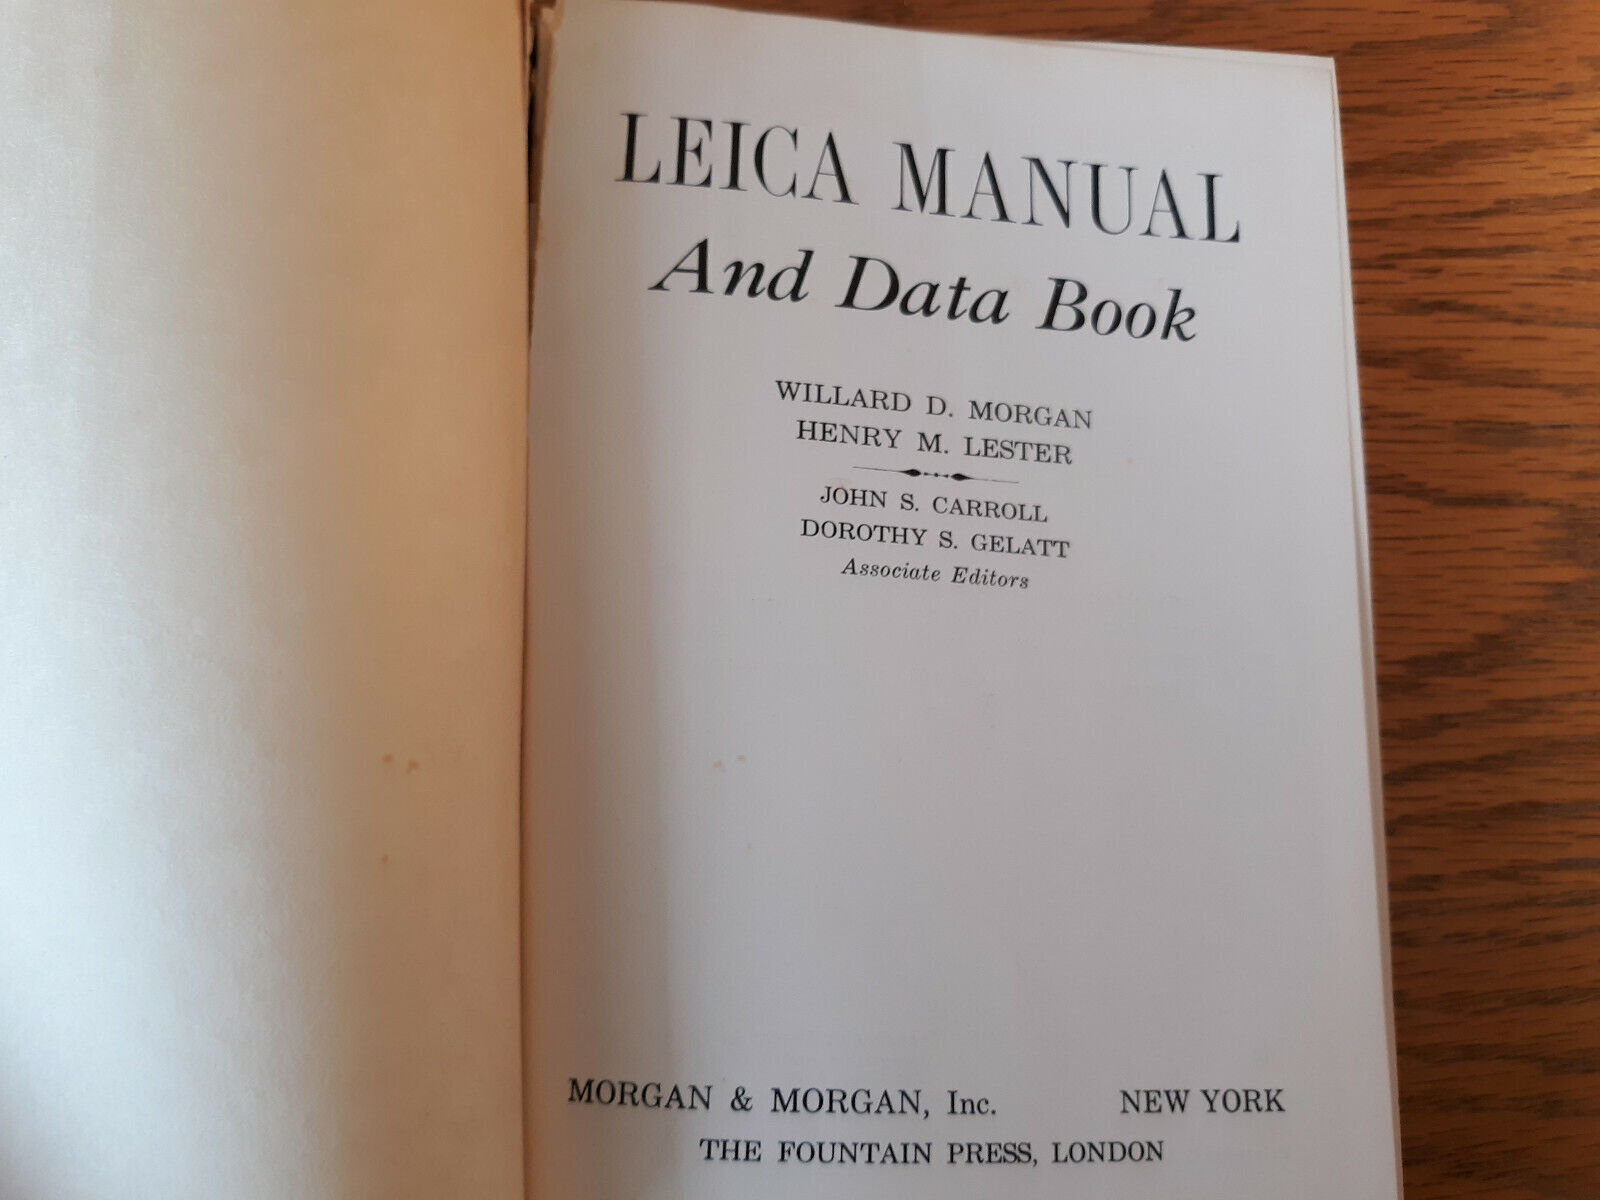 LEICA MANUAL
And Data Book
WILLARD D. MORGAN
HENRY M. LESTER
JOHN S. CARROLL
DOROTHY S. GELATT
Associate Editors
MORGAN & MORGAN, Inc. NEW YORK
THE FOUNTAIN PRESS, LONDON